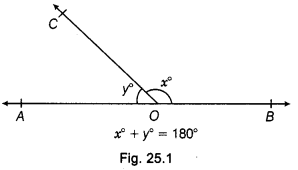 C
y° x°
A O B
x° + y° = 180°
Fig. 25.1